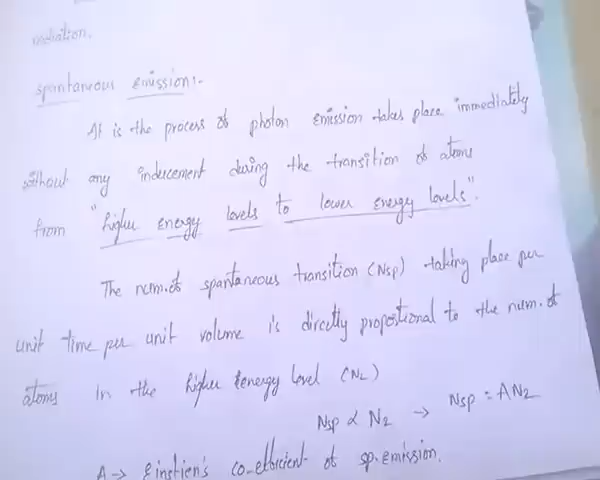 radiation.
spontaneous emission:-
It is the process of photon emission takes place immediately
without any inducement during the transition of atoms
from "higher energy levels to lower energy levels".
The num.of spantaneous transition (Nsp) taking place per
unit time per unit volume is directly propotional to the num.of
atoms in the higher energy level (N2)
Nsp ∝ N2 → Nsp = AN2
A → Einstien's co-efficient of sp.emission.